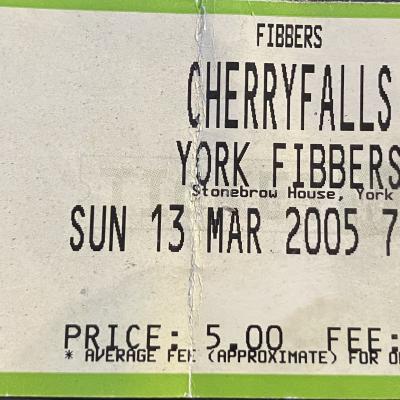 FIBBERS
CHERRYFALLS
YORK FIBBERS
Stonebrow House, York
SUN 13 MAR 2005 7
PRICE: 5.00 FEE:
* AVERAGE FEE (APPROXIMATE) FOR